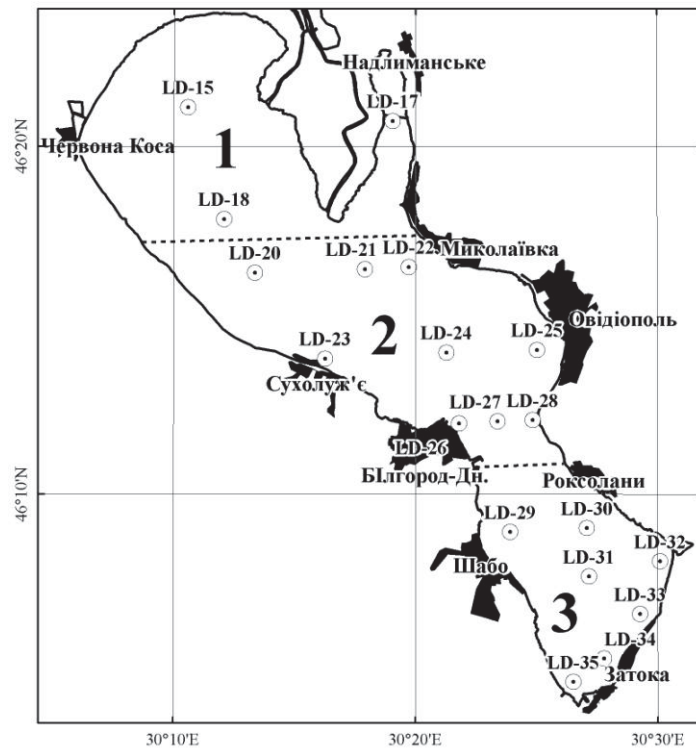 Надлиманське
LD-15
LD-17
46°20'N
Червона Коса
1
LD-18
LD-20
LD-21
LD-22
Миколаївка
LD-23
2
LD-24
LD-25
Овідіополь
Сухолуж'є
LD-27
LD-28
LD-26
БІлгород-Дн.
Роксолани
46°10'N
LD-29
LD-30
LD-32
Шабо
LD-31
LD-33
3
LD-34
LD-35
Затока
30°10'E
30°20'E
30°30'E